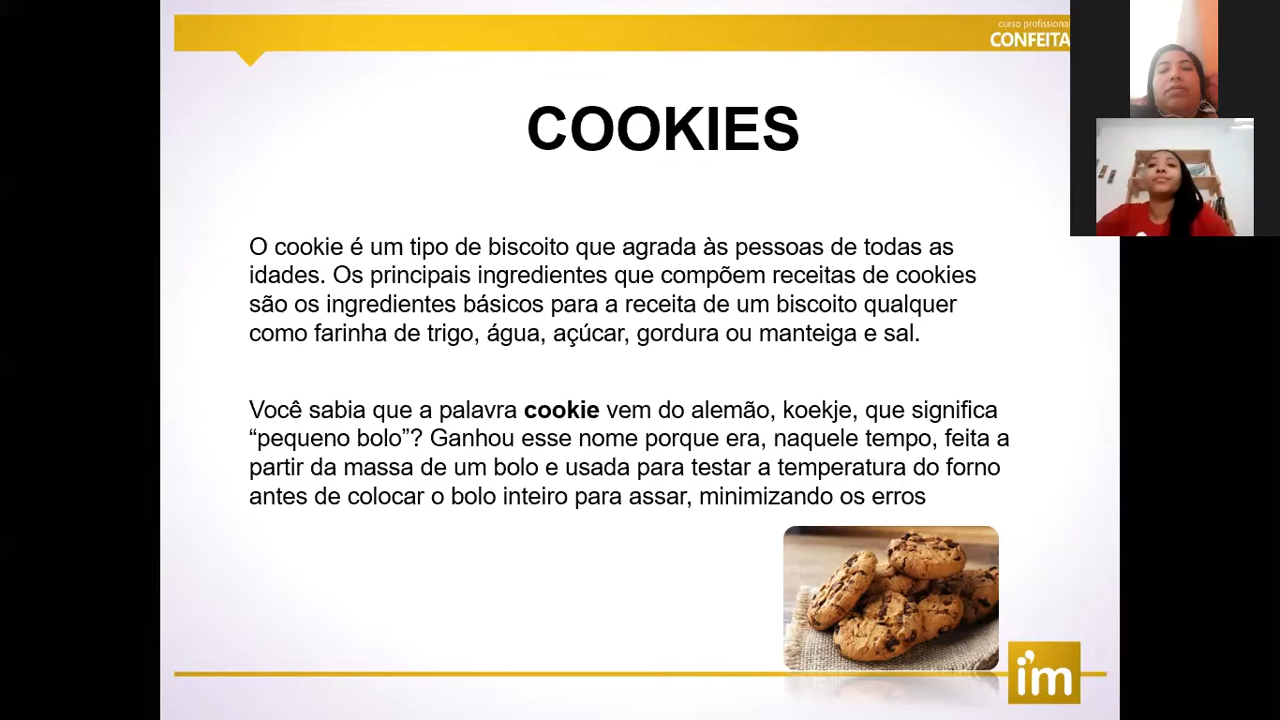 curso profissional
CONFEITA
COOKIES
O cookie é um tipo de biscoito que agrada às pessoas de todas as
idades. Os principais ingredientes que compõem receitas de cookies
são os ingredientes básicos para a receita de um biscoito qualquer
como farinha de trigo, água, açúcar, gordura ou manteiga e sal.
Você sabia que a palavra cookie vem do alemão, koekje, que significa
“pequeno bolo”? Ganhou esse nome porque era, naquele tempo, feita a
partir da massa de um bolo e usada para testar a temperatura do forno
antes de colocar o bolo inteiro para assar, minimizando os erros
i'm